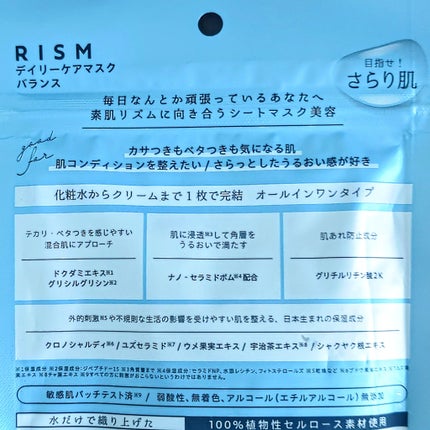 RISM
デイリーケアマスク
バランス
目指せ!
さらり肌
毎日なんとか頑張っているあなたへ
素肌リズムに向き合うシートマスク美容
good
for
カサつきもベタつきも気になる肌
肌コンディションを整えたい/さらっとしたうるおい感が好き
化粧水からクリームまで1枚で完結 オールインワンタイプ
テカリ・ベタつきを感じやすい
混合肌にアプローチ
ドクダミエキス※1
グリシルグリシン※2
肌に浸透※3して角層を
うるおいで満たす
ナノ-セラミドポム※4配合
肌あれ防止成分
グリチルリチン酸2K
外的刺激※5や不規則な生活の影響を受けやすい肌を整える、日本生まれの保湿成分
クロノシャルディ※6/ユズセラミド※7/ウメ果実エキス/宇治茶エキス※8/シャクヤク根エキス
敏感肌パッチテスト済※9/ 弱酸性、無着色、アルコール(エチルアルコール)無添加
水だけで織り上げた
100%植物性セルロース素材使用